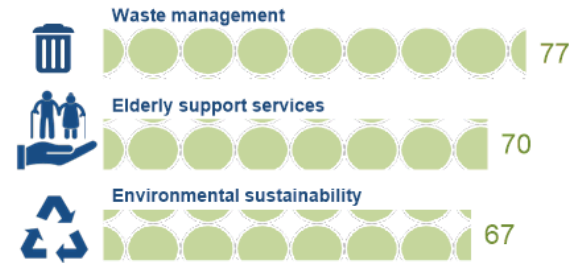 Waste management
77
Elderly support services
70
Environmental sustainability
67